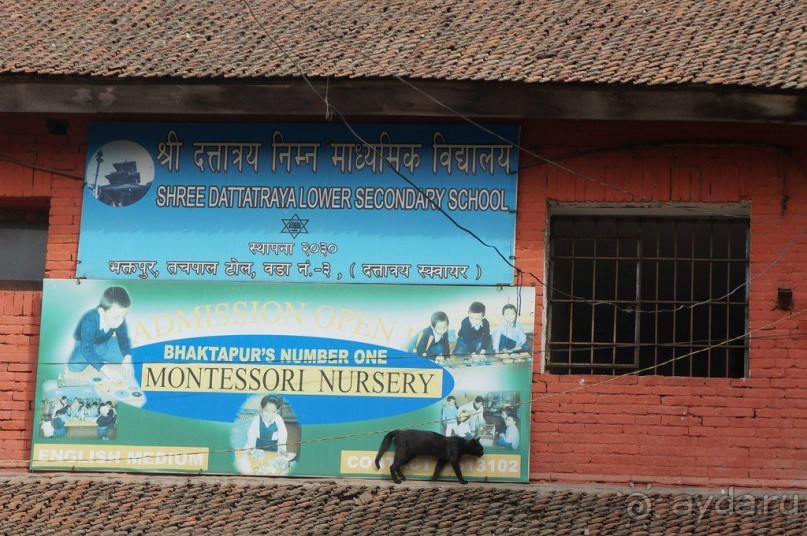 श्री दत्तात्रय निम्न माध्यमिक विद्यालय
SHREE DATTATRAYA LOWER SECONDARY SCHOOL
स्थापना २०३०
भक्तपुर, तचपाल टोल, वडा नं.-३, ( दत्तात्रय स्क्वायर )
ADMISSION OPEN
BHAKTAPUR'S NUMBER ONE
MONTESSORI NURSERY
ENGLISH MEDIUM
ayda.ru